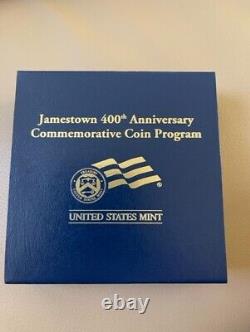 Jamestown 400th Anniversary
Commemorative Coin Program
®
UNITED STATES MINT